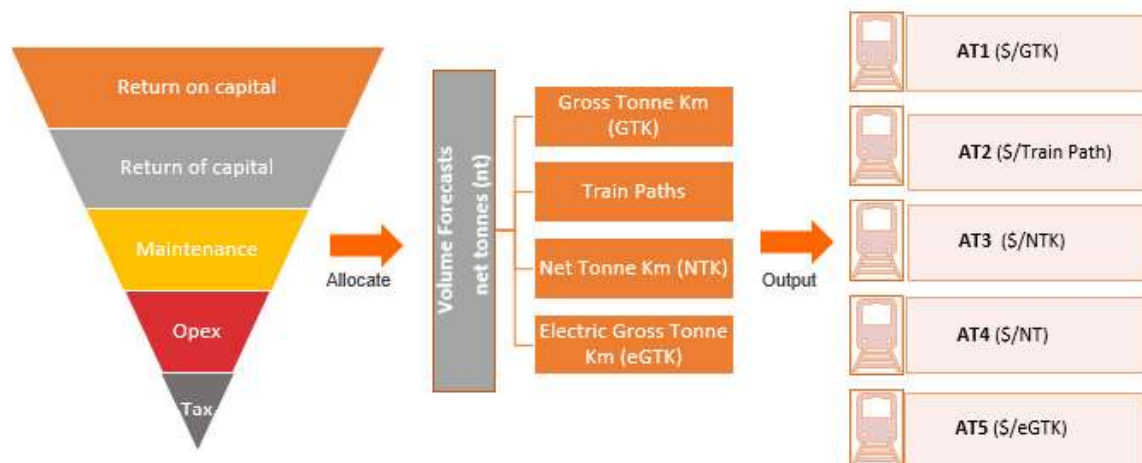 Return on capital
Return of capital
Maintenance
Opex
Tax
Allocate
Volume Forecasts
net tonnes (nt)
Gross Tonne Km
(GTK)
Train Paths
Net Tonne Km (NTK)
Electric Gross Tonne
Km (eGTK)
Output
AT1 ($/GTK)
AT2 ($/Train Path)
AT3 ($/NTK)
AT4 ($/NT)
AT5 ($/eGTK)